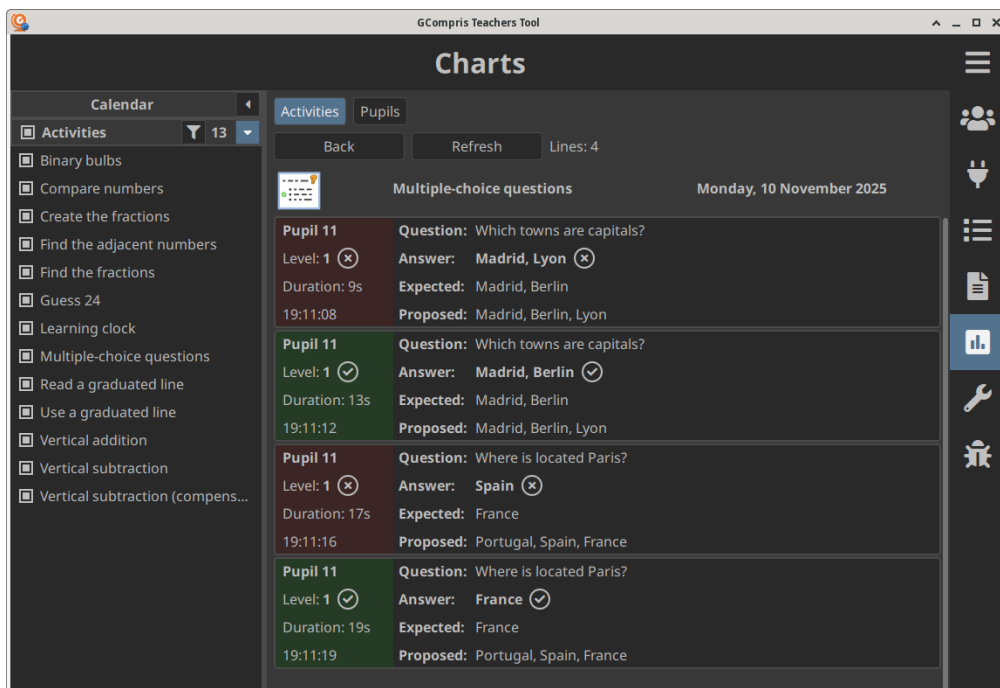 GCompris Teachers Tool
Charts
Calendar
Activities 13
Binary bulbs
Compare numbers
Create the fractions
Find the adjacent numbers
Find the fractions
Guess 24
Learning clock
Multiple-choice questions
Read a graduated line
Use a graduated line
Vertical addition
Vertical subtraction
Vertical subtraction (compens...
Activities Pupils
Back Refresh Lines: 4
Multiple-choice questions Monday, 10 November 2025
Pupil 11 Question: Which towns are capitals?
Level: 1 Answer: Madrid, Lyon
Duration: 9s Expected: Madrid, Berlin
19:11:08 Proposed: Madrid, Berlin, Lyon
Pupil 11 Question: Which towns are capitals?
Level: 1 Answer: Madrid, Berlin
Duration: 13s Expected: Madrid, Berlin
19:11:12 Proposed: Madrid, Berlin, Lyon
Pupil 11 Question: Where is located Paris?
Level: 1 Answer: Spain
Duration: 17s Expected: France
19:11:16 Proposed: Portugal, Spain, France
Pupil 11 Question: Where is located Paris?
Level: 1 Answer: France
Duration: 19s Expected: France
19:11:19 Proposed: Portugal, Spain, France